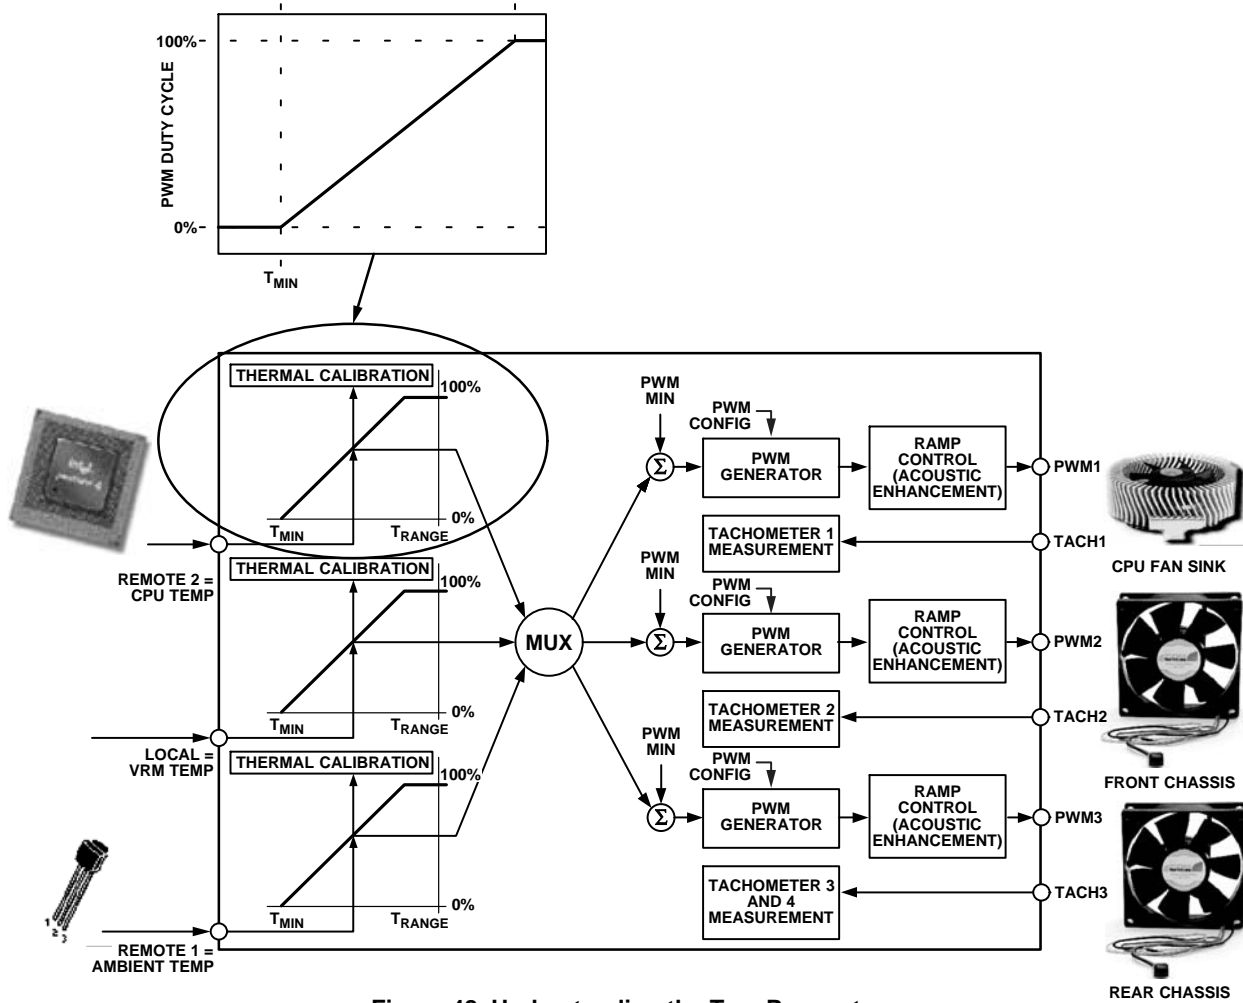 100%
PWM DUTY CYCLE
0%
TMIN
THERMAL CALIBRATION
100%
0%
TMIN
TRANGE
REMOTE 2 =
CPU TEMP
THERMAL CALIBRATION
100%
0%
TMIN
TRANGE
LOCAL =
VRM TEMP
THERMAL CALIBRATION
100%
0%
TMIN
TRANGE
REMOTE 1 =
AMBIENT TEMP
1
2
3
MUX
PWM
MIN
Σ
PWM
CONFIG
PWM
GENERATOR
RAMP
CONTROL
(ACOUSTIC
ENHANCEMENT)
PWM1
TACHOMETER 1
MEASUREMENT
TACH1
CPU FAN SINK
PWM
MIN
Σ
PWM
CONFIG
PWM
GENERATOR
RAMP
CONTROL
(ACOUSTIC
ENHANCEMENT)
PWM2
TACHOMETER 2
MEASUREMENT
TACH2
FRONT CHASSIS
PWM
MIN
Σ
PWM
CONFIG
PWM
GENERATOR
RAMP
CONTROL
(ACOUSTIC
ENHANCEMENT)
PWM3
TACHOMETER 3
AND 4
MEASUREMENT
TACH3
REAR CHASSIS